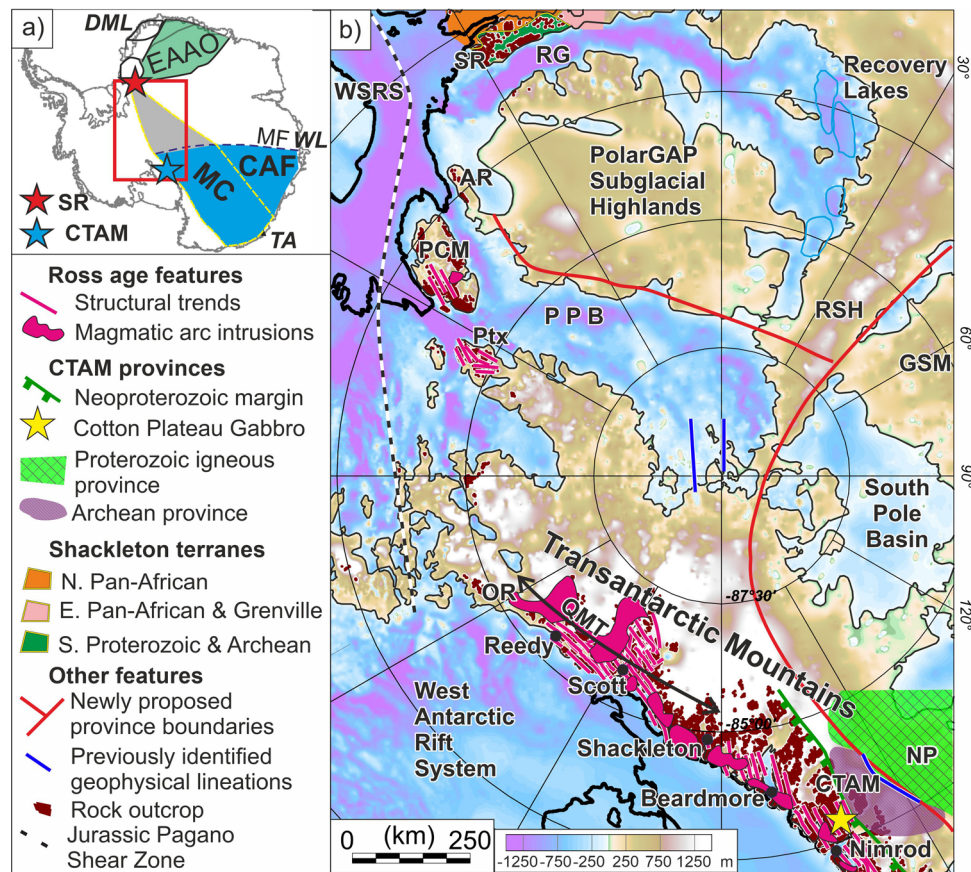 a)
DML
EAAO
MF
WL
CAF
MC
TA
SR
CTAM
Ross age features
Structural trends
Magmatic arc intrusions
CTAM provinces
Neoproterozoic margin
Cotton Plateau Gabbro
Proterozoic igneous
province
Archean province
Shackleton terranes
N. Pan-African
E. Pan-African & Grenville
S. Proterozoic & Archean
Other features
Newly proposed
province boundaries
Previously identified
geophysical lineations
Rock outcrop
Jurassic Pagano
Shear Zone
b)
SR
RG
WSRS
Recovery
Lakes
30°
PolarGAP
Subglacial
Highlands
AR
PCM
PPB
RSH
Ptx
GSM
60°
90°
South
Pole
Basin
120°
Transantarctic Mountains
-87°30'
OR
QMT
Reedy
Scott
-85°00'
West
Antarctic
Rift
System
Shackleton
NP
CTAM
Beardmore
Nimrod
0 (km) 250
-1250 -750 -250 250 750 1250 m